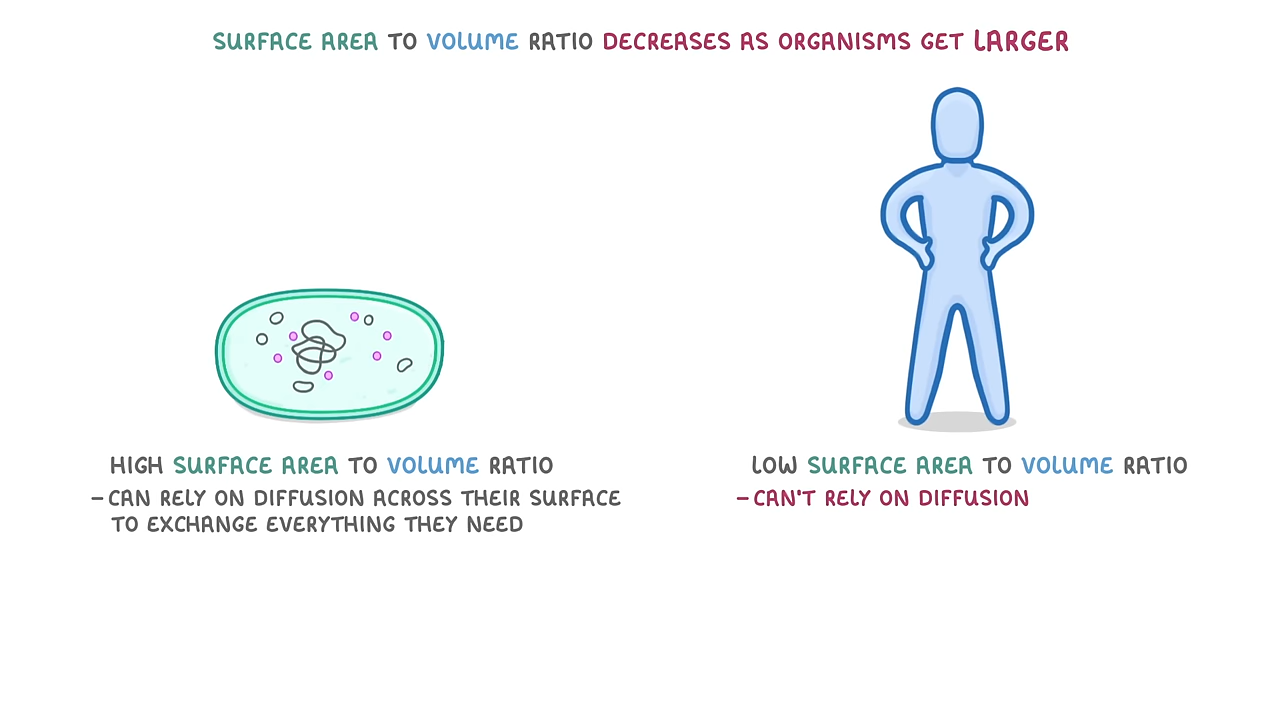 SURFACE AREA TO VOLUME RATIO DECREASES AS ORGANISMS GET LARGER
HIGH SURFACE AREA TO VOLUME RATIO
– CAN RELY ON DIFFUSION ACROSS THEIR SURFACE
TO EXCHANGE EVERYTHING THEY NEED
LOW SURFACE AREA TO VOLUME RATIO
– CAN'T RELY ON DIFFUSION